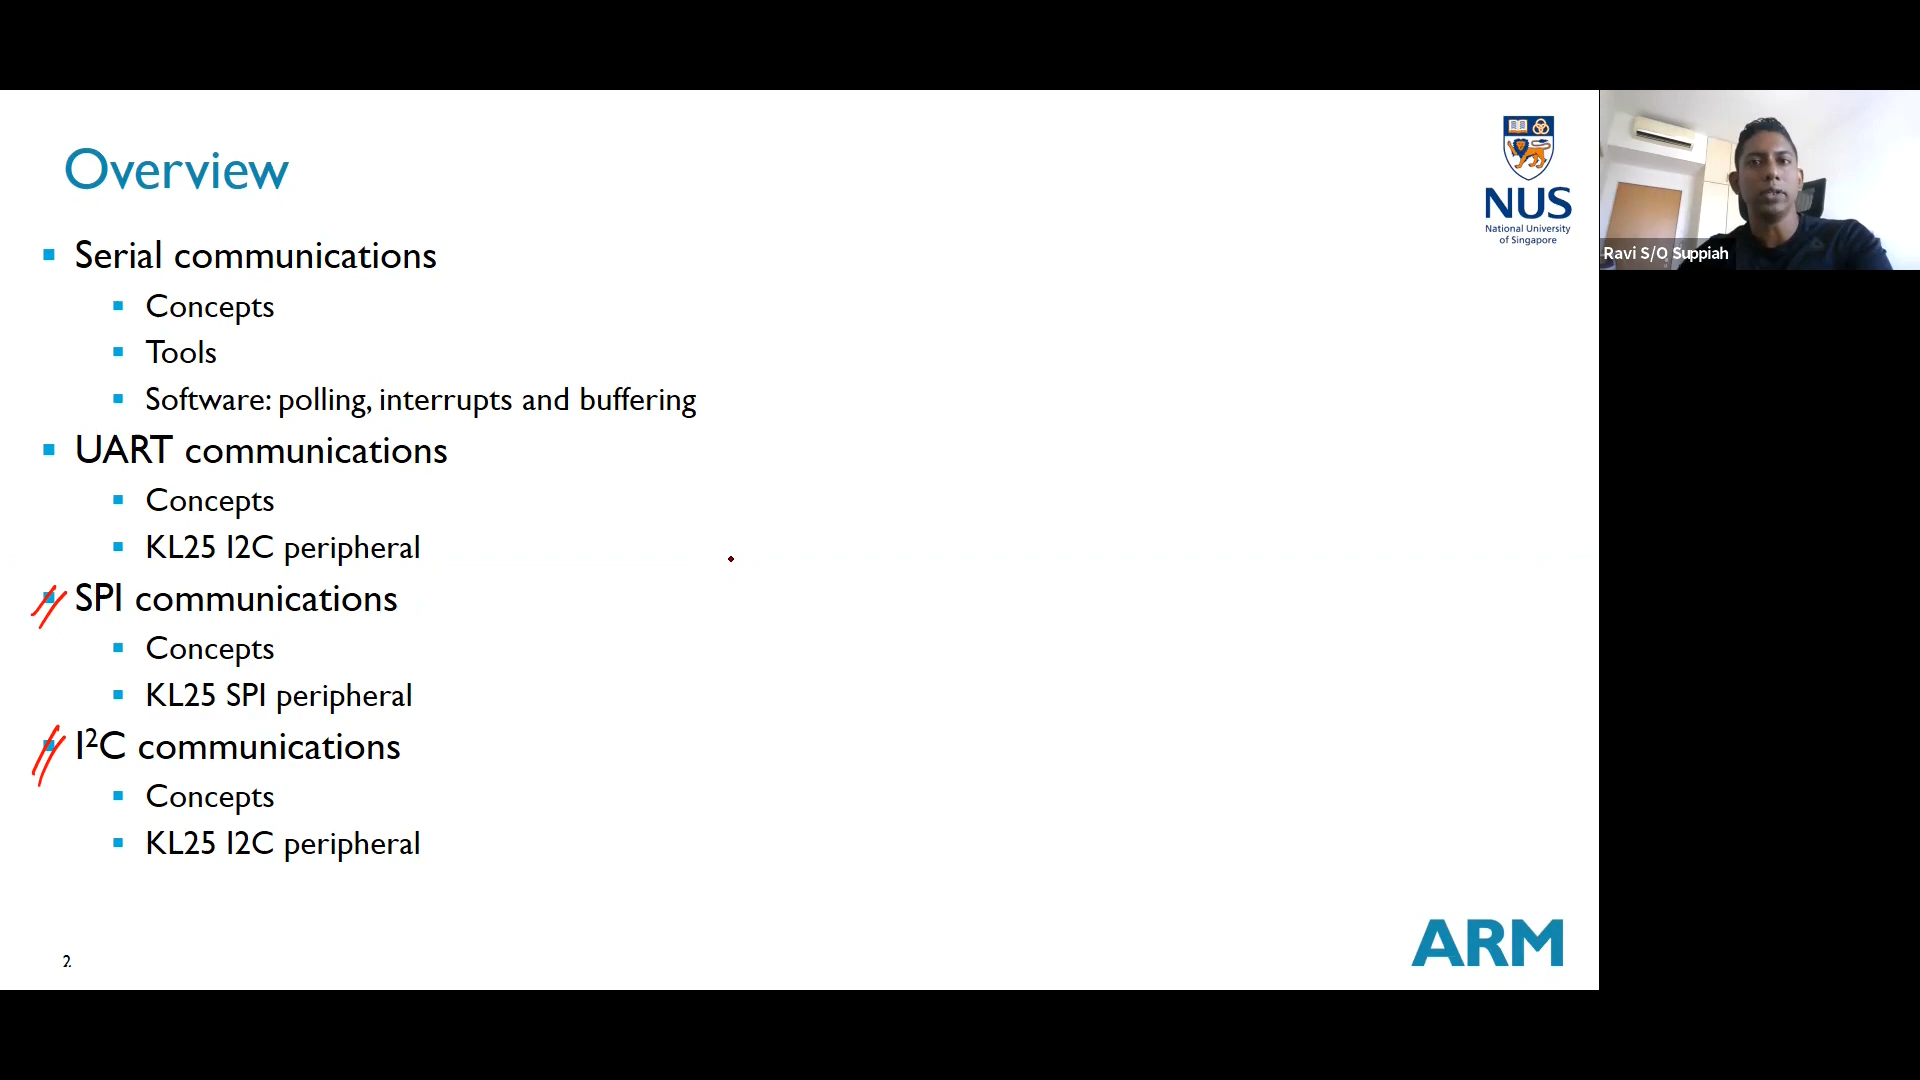 Overview
NUS
National University
of Singapore
Ravi S/O Suppiah
Serial communications
Concepts
Tools
Software: polling, interrupts and buffering
UART communications
Concepts
KL25 I2C peripheral
SPI communications
Concepts
KL25 SPI peripheral
I²C communications
Concepts
KL25 I2C peripheral
ARM
2